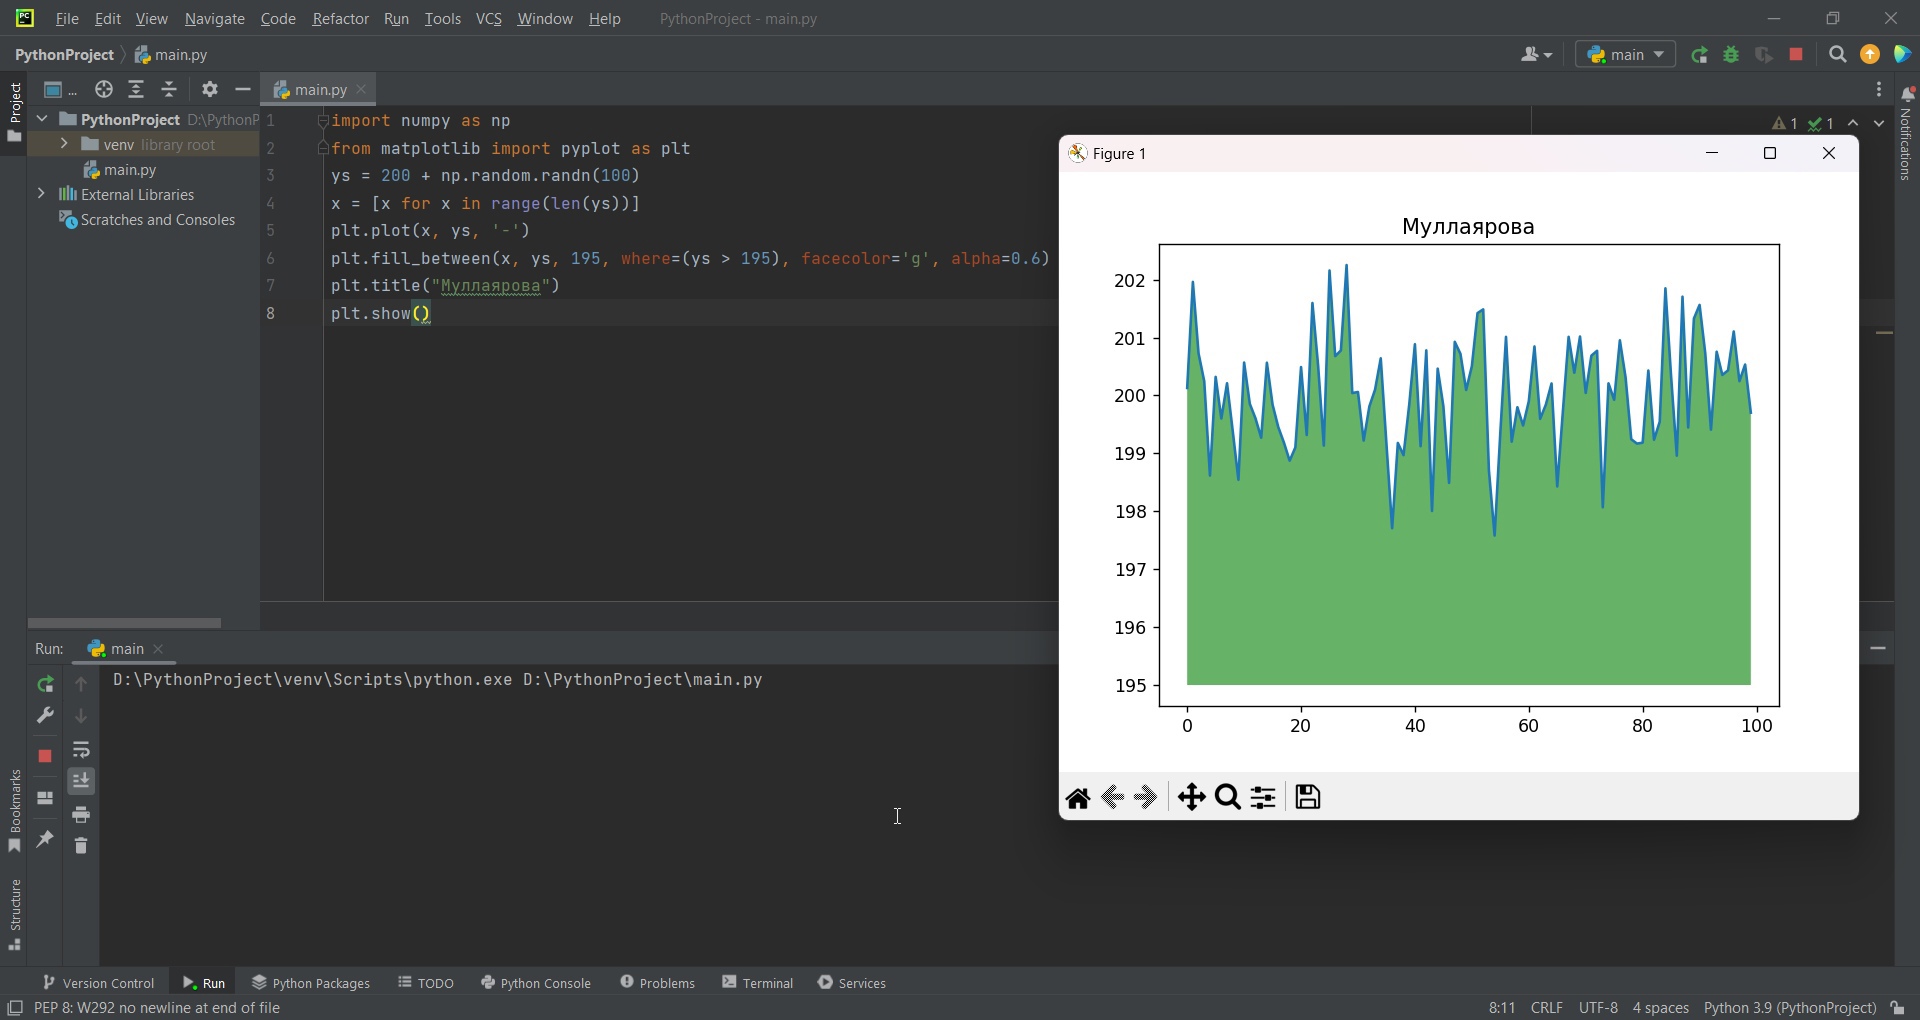 File Edit View Navigate Code Refactor Run Tools VCS Window Help PythonProject - main.py
PythonProject main.py
main
Project
...
main.py
PythonProject D:\PythonP
venv library root
main.py
External Libraries
Scratches and Consoles
1 import numpy as np
2 from matplotlib import pyplot as plt
3 ys = 200 + np.random.randn(100)
4 x = [x for x in range(len(ys))]
5 plt.plot(x, ys, '-')
6 plt.fill_between(x, ys, 195, where=(ys > 195), facecolor='g', alpha=0.6)
7 plt.title("Муллаярова")
8 plt.show()
1 1
Notifications
Figure 1
Муллаярова
202
201
200
199
198
197
196
195
0 20 40 60 80 100
Run: main
D:\PythonProject\venv\Scripts\python.exe D:\PythonProject\main.py
Bookmarks
Structure
Version Control Run Python Packages TODO Python Console Problems Terminal Services
PEP 8: W292 no newline at end of file 8:11 CRLF UTF-8 4 spaces Python 3.9 (PythonProject)